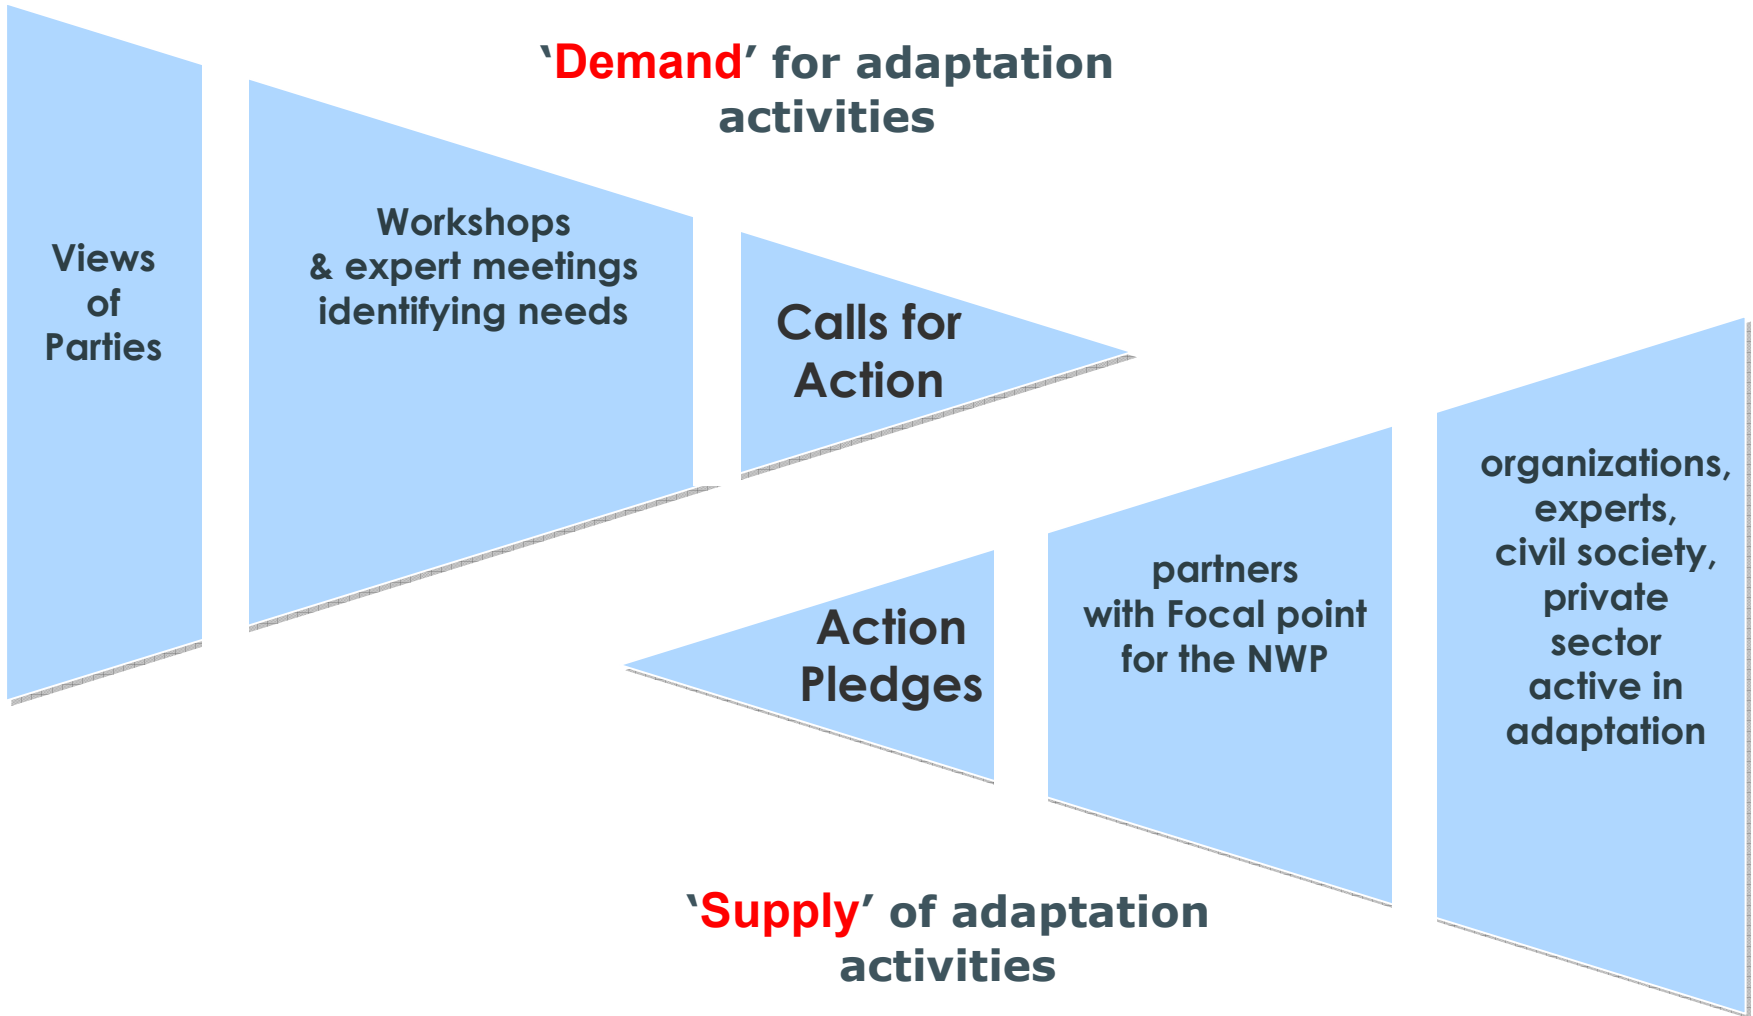 ‘Demand’ for adaptation
activities
Views
of
Parties
Workshops
& expert meetings
identifying needs
Calls for
Action
Action
Pledges
partners
with Focal point
for the NWP
organizations,
experts,
civil society,
private
sector
active in
adaptation
‘Supply’ of adaptation
activities